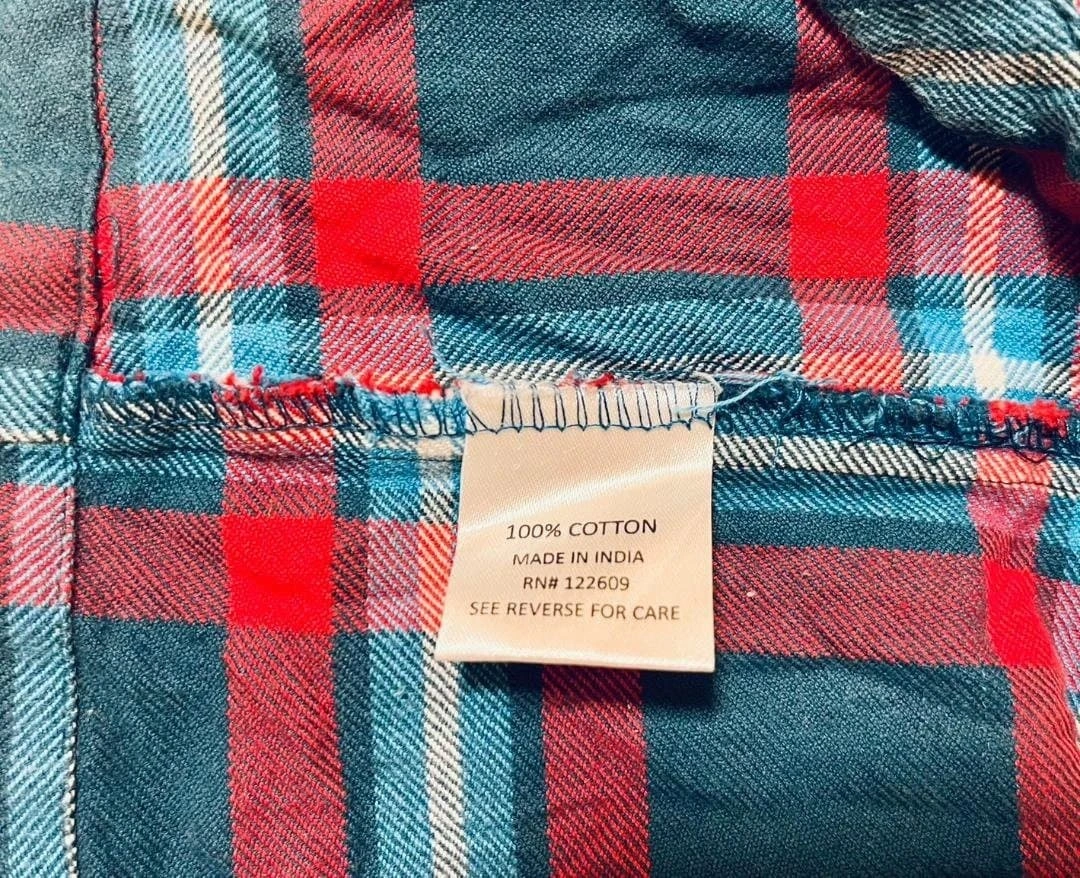 100% COTTON
MADE IN INDIA
RN# 122609
SEE REVERSE FOR CARE